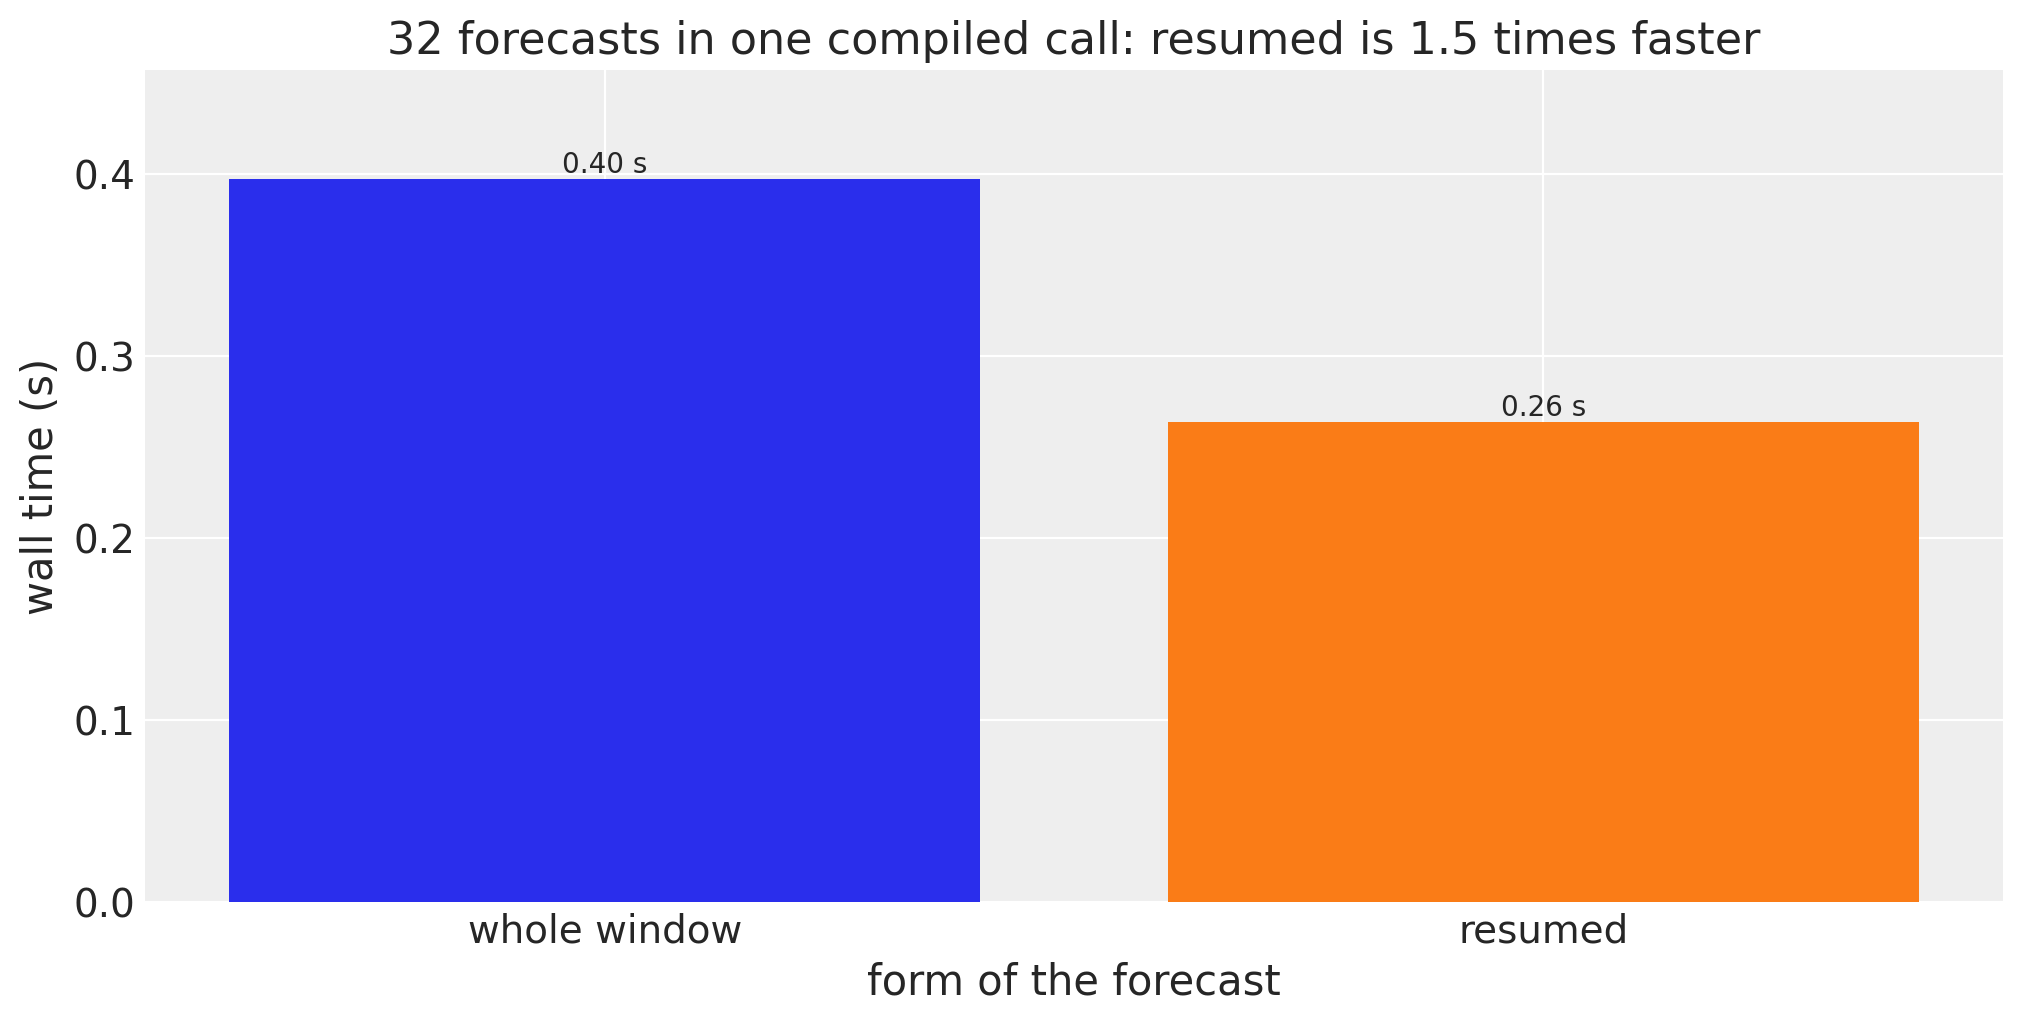 32 forecasts in one compiled call: resumed is 1.5 times faster
wall time (s)
0.4
0.3
0.2
0.1
0.0
0.40 s
0.26 s
whole window
resumed
form of the forecast